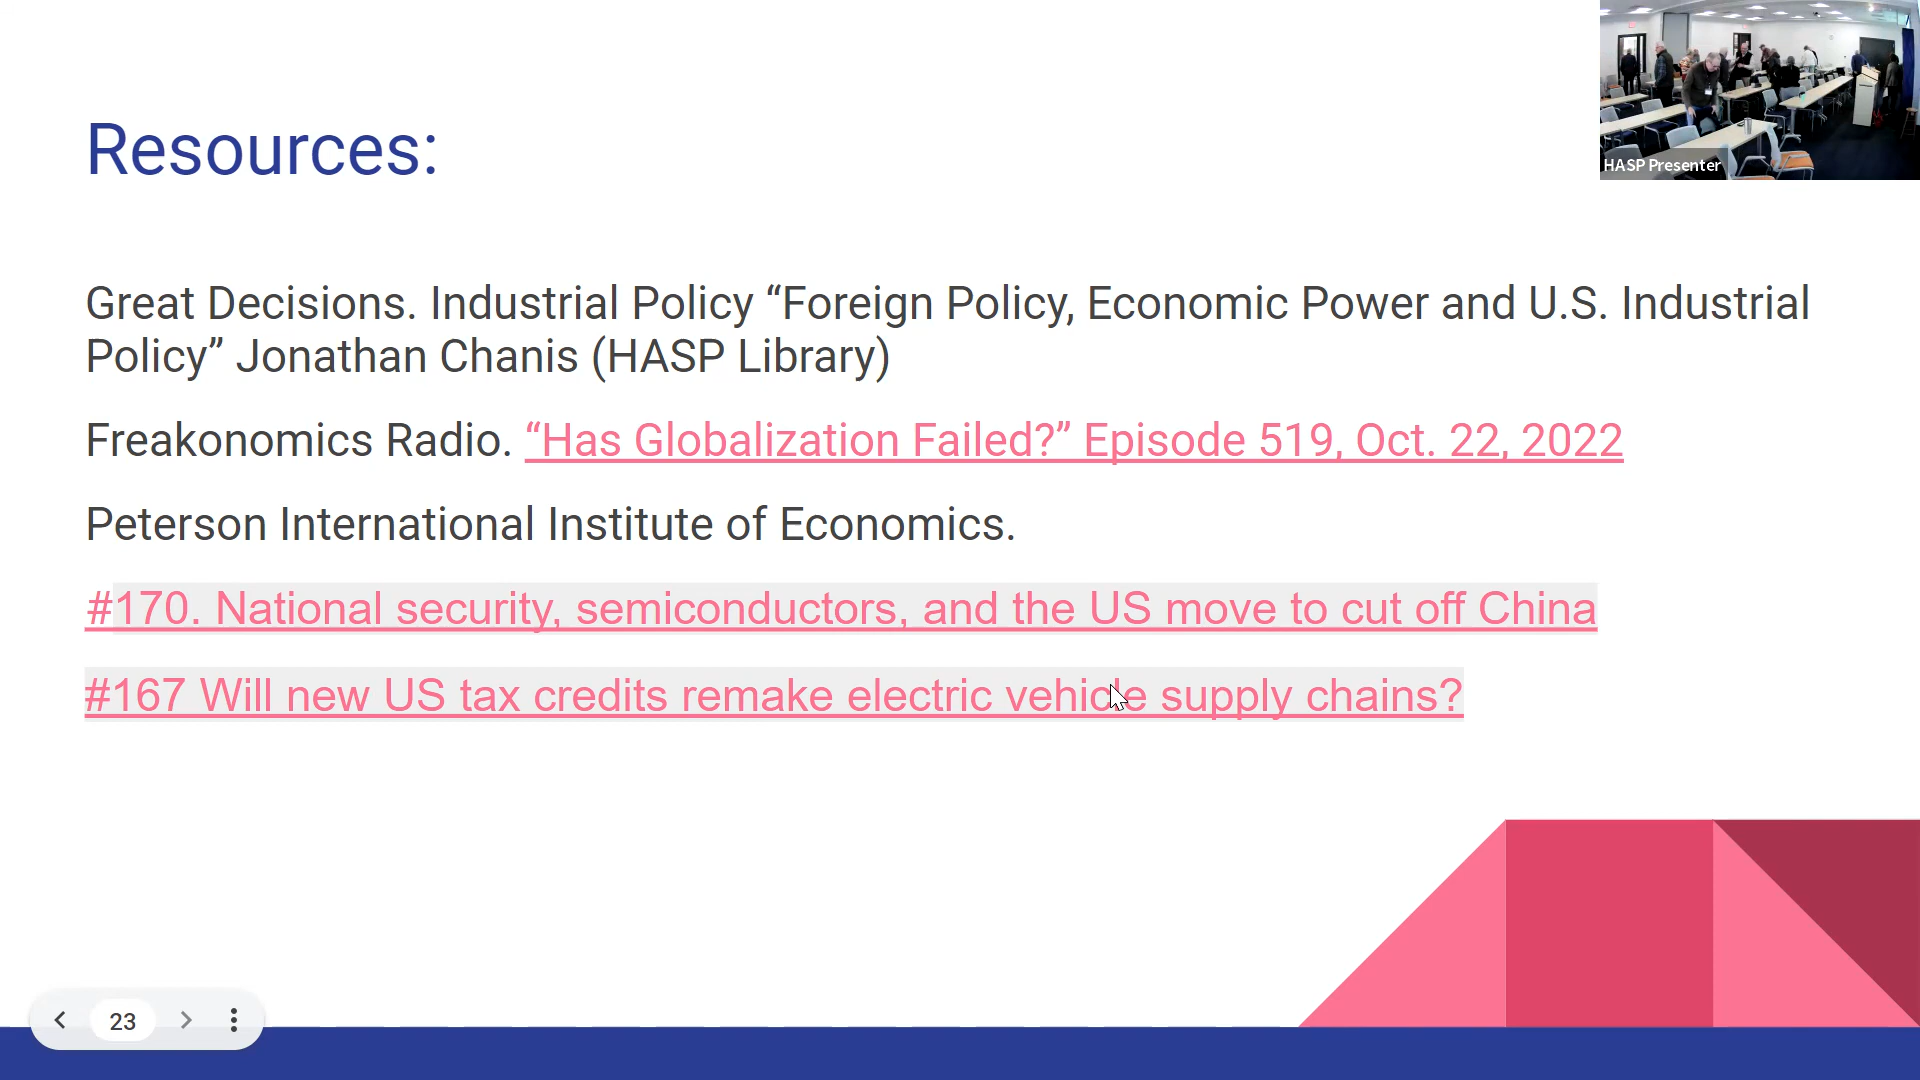 HASP Presenter
Resources:
Great Decisions. Industrial Policy “Foreign Policy, Economic Power and U.S. Industrial
Policy” Jonathan Chanis (HASP Library)
Freakonomics Radio. “Has Globalization Failed?” Episode 519, Oct. 22, 2022
Peterson International Institute of Economics.
#170. National security, semiconductors, and the US move to cut off China
#167 Will new US tax credits remake electric vehicle supply chains?
23